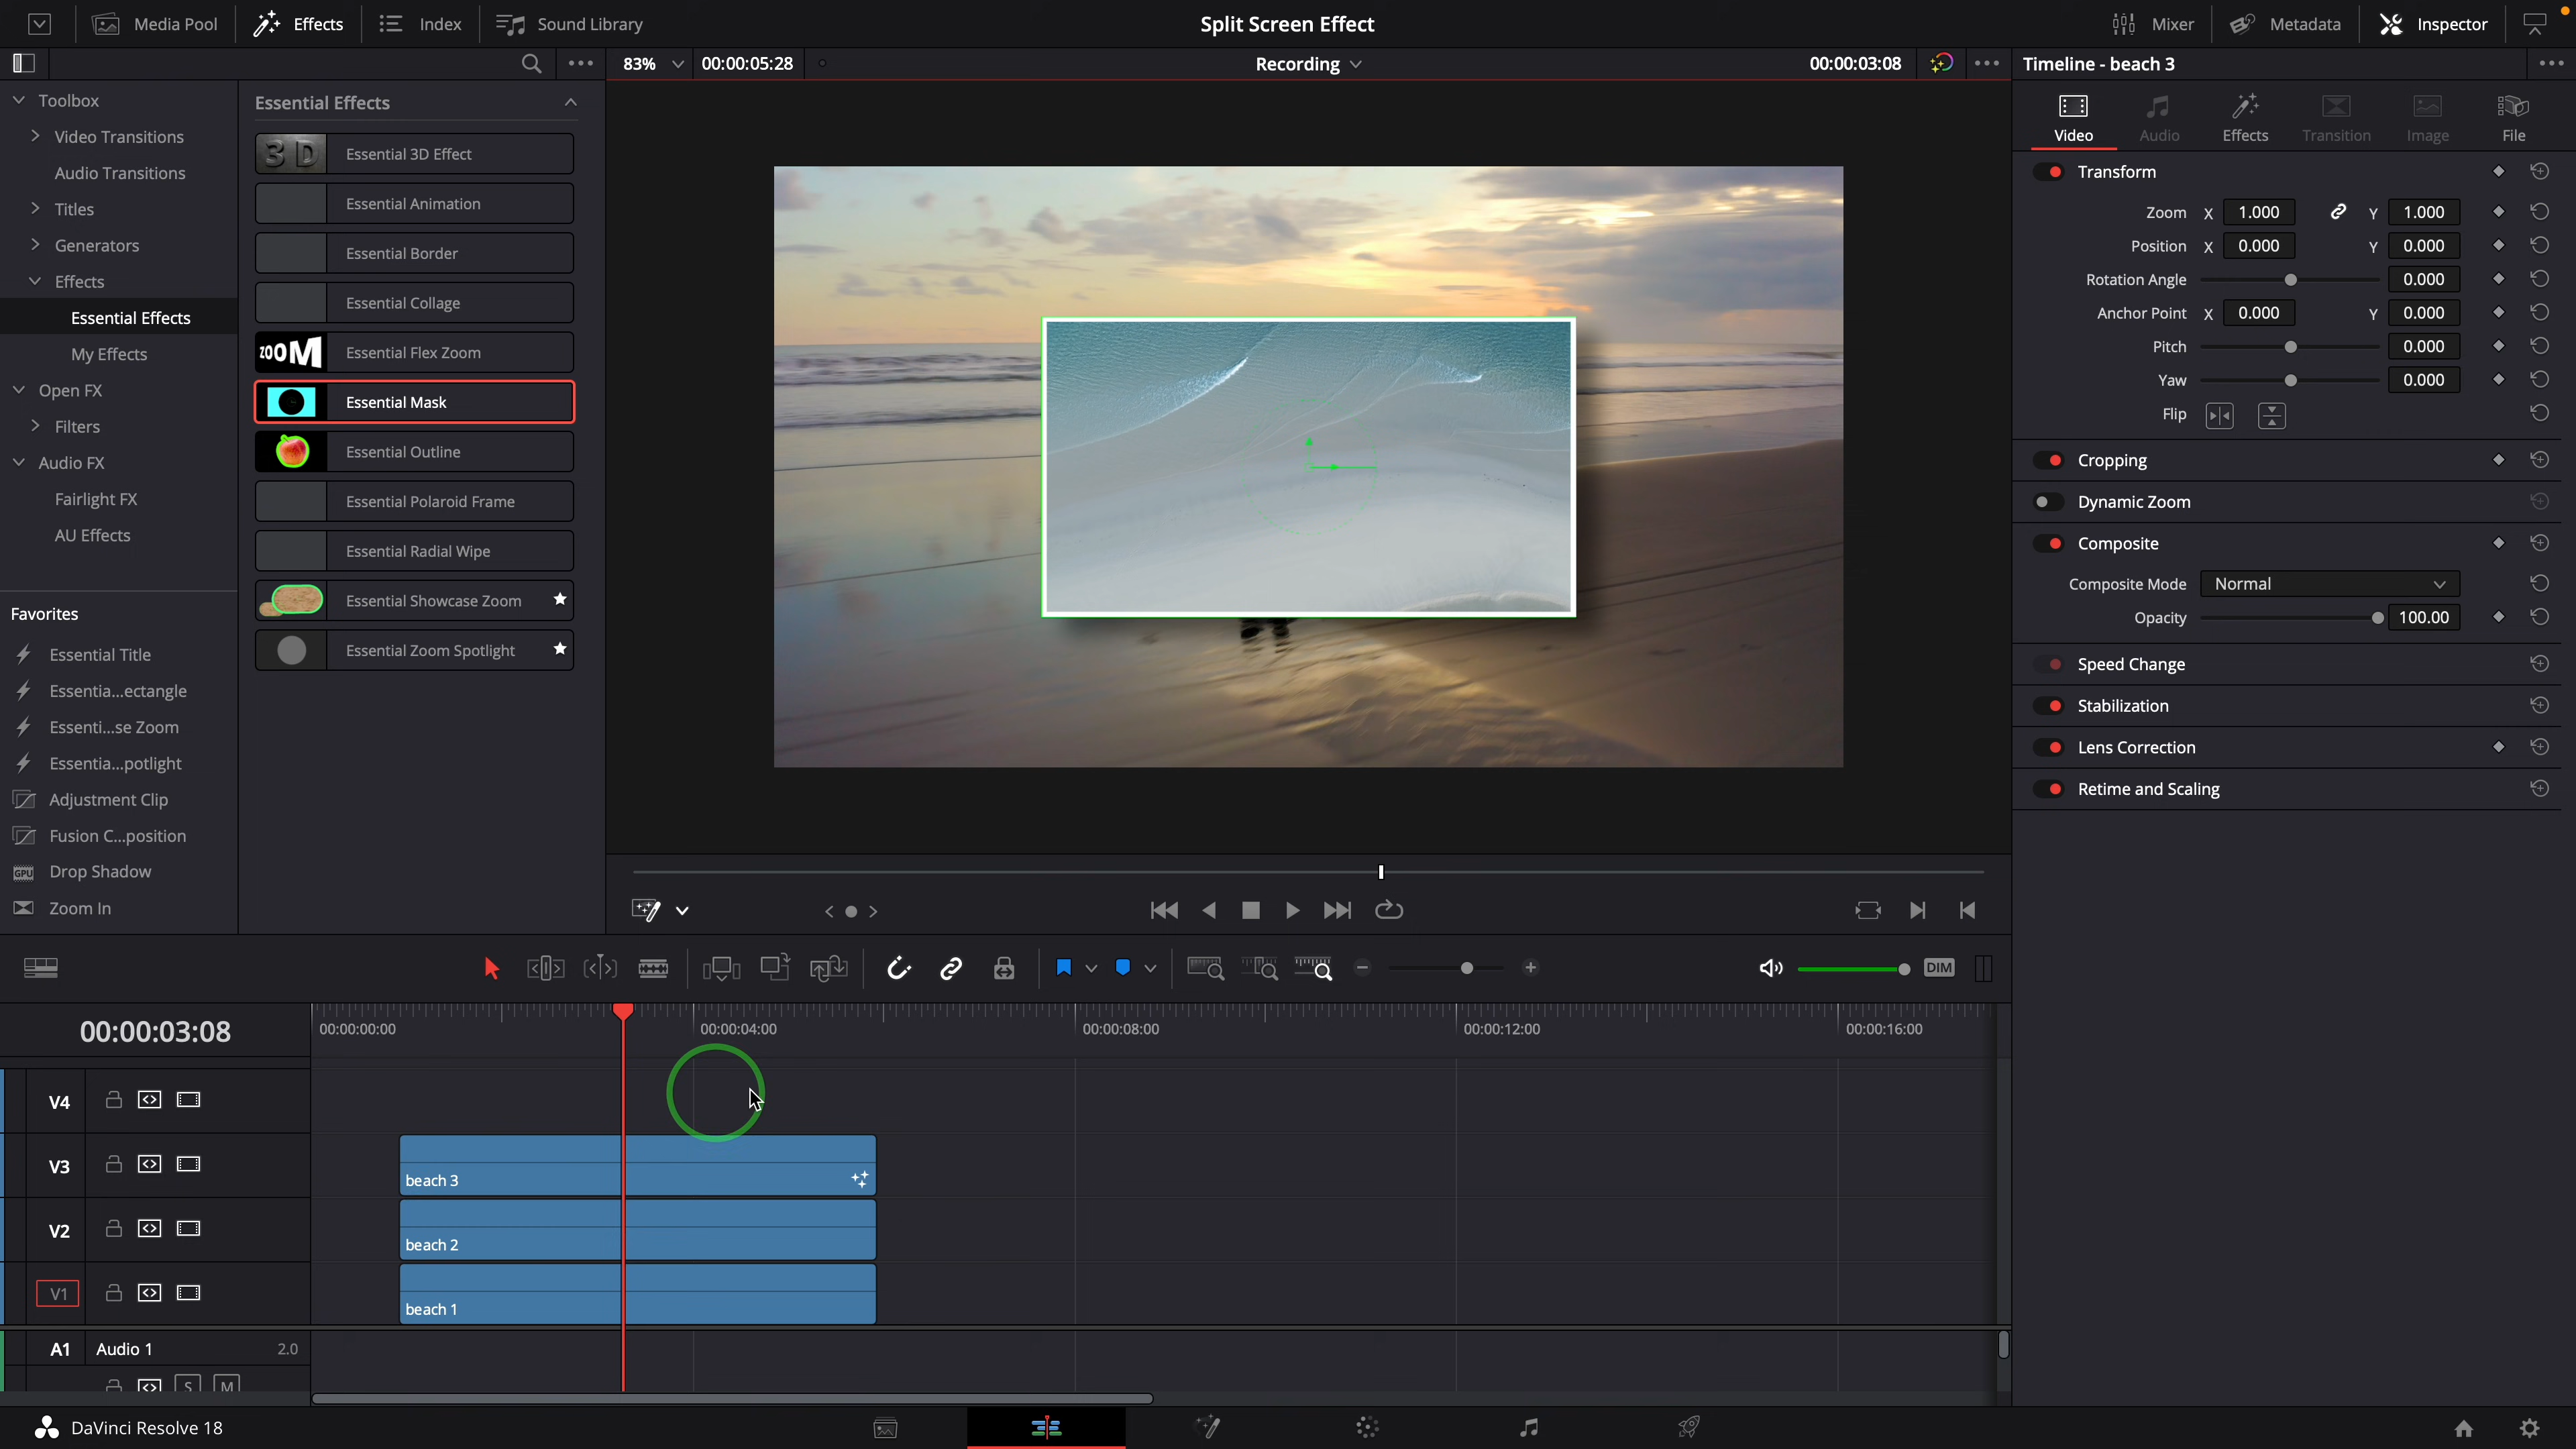 Media Pool
Effects
Index
Sound Library
Split Screen Effect
Mixer
Metadata
Inspector
83%
00:00:05:28
Recording
00:00:03:08
Timeline - beach 3
Toolbox
Video Transitions
Audio Transitions
Titles
Generators
Effects
Essential Effects
My Effects
Open FX
Filters
Audio FX
Fairlight FX
AU Effects
Favorites
Essential Title
Essentia...ectangle
Essenti...se Zoom
Essentia...potlight
Adjustment Clip
Fusion C...position
GPU Drop Shadow
Zoom In
Essential Effects
3 D Essential 3D Effect
Essential Animation
Essential Border
Essential Collage
ZOOM Essential Flex Zoom
Essential Mask
Essential Outline
Essential Polaroid Frame
Essential Radial Wipe
Essential Showcase Zoom
Essential Zoom Spotlight
Video
Audio
Effects
Transition
Image
File
Transform
Zoom X 1.000 Y 1.000
Position X 0.000 Y 0.000
Rotation Angle 0.000
Anchor Point X 0.000 Y 0.000
Pitch 0.000
Yaw 0.000
Flip
Cropping
Dynamic Zoom
Composite
Composite Mode Normal
Opacity 100.00
Speed Change
Stabilization
Lens Correction
Retime and Scaling
DIM
00:00:03:08
00:00:00:00
00:00:04:00
00:00:08:00
00:00:12:00
00:00:16:00
V4
V3
beach 3
V2
beach 2
V1
beach 1
A1 Audio 1 2.0
S M
DaVinci Resolve 18